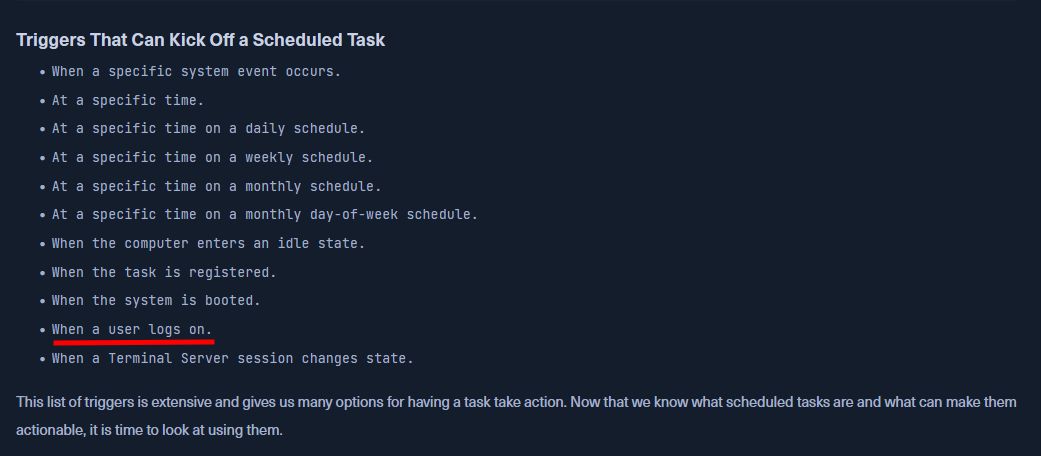 Triggers That Can Kick Off a Scheduled Task
• When a specific system event occurs.
• At a specific time.
• At a specific time on a daily schedule.
• At a specific time on a weekly schedule.
• At a specific time on a monthly schedule.
• At a specific time on a monthly day-of-week schedule.
• When the computer enters an idle state.
• When the task is registered.
• When the system is booted.
• When a user logs on.
• When a Terminal Server session changes state.
This list of triggers is extensive and gives us many options for having a task take action. Now that we know what scheduled tasks are and what can make them
actionable, it is time to look at using them.